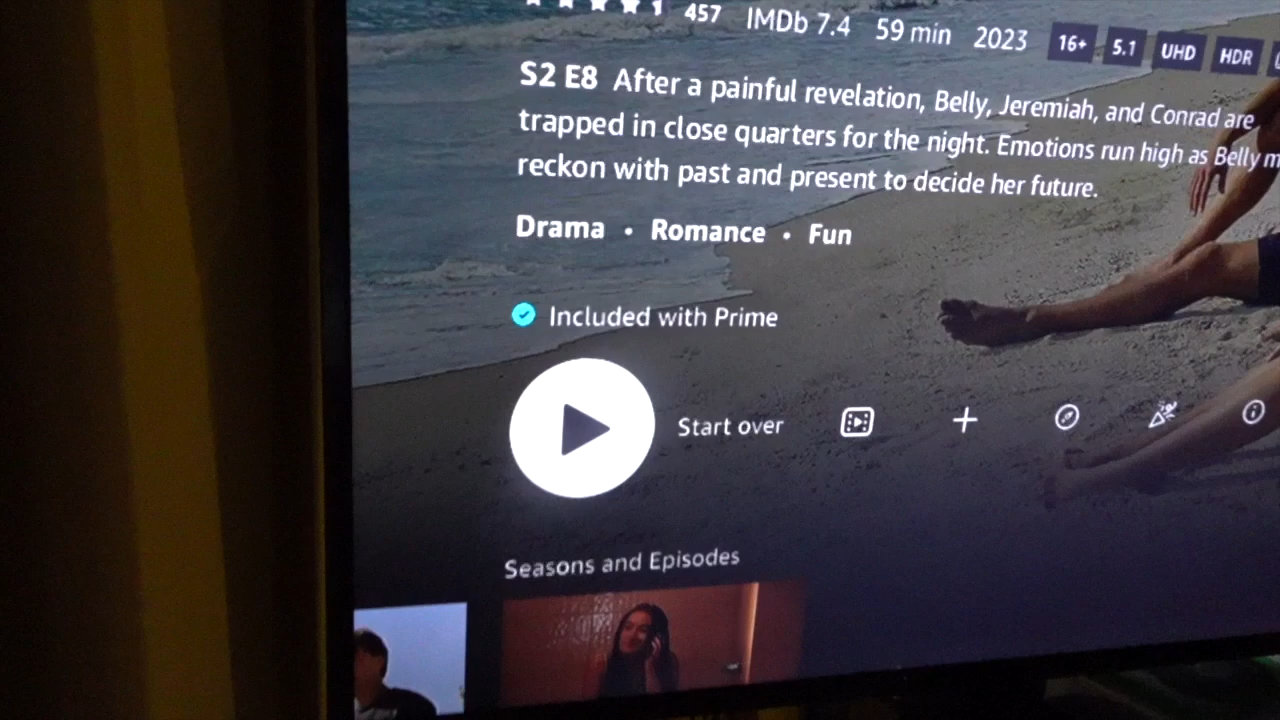 457 IMDb 7.4 59 min 2023 16+ 5.1 UHD HDR
S2 E8 After a painful revelation, Belly, Jeremiah, and Conrad are
trapped in close quarters for the night. Emotions run high as Belly
reckon with past and present to decide her future.
Drama • Romance • Fun
Included with Prime
Start over
Seasons and Episodes